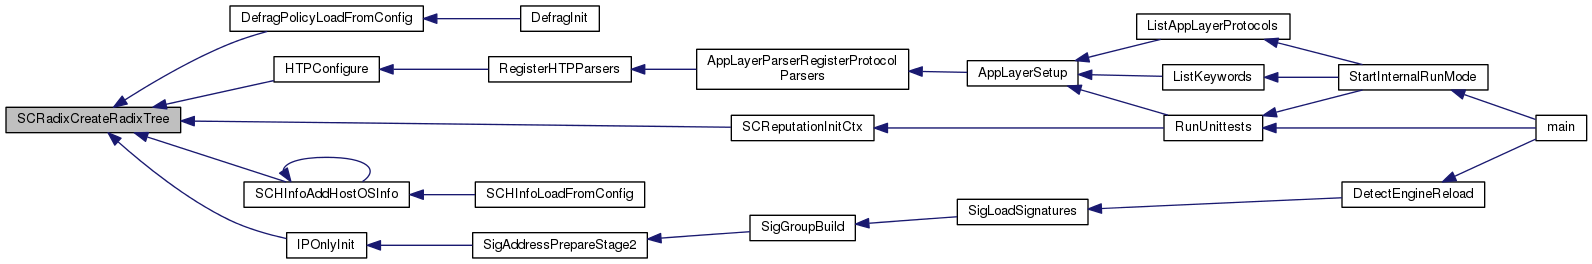 DefragPolicyLoadFromConfig
DefragInit
ListAppLayerProtocols
HTPConfigure
RegisterHTPParsers
AppLayerParserRegisterProtocol
Parsers
AppLayerSetup
ListKeywords
StartInternalRunMode
SCRadixCreateRadixTree
SCReputationInitCtx
RunUnittests
main
SCHInfoAddHostOSInfo
SCHInfoLoadFromConfig
DetectEngineReload
SigLoadSignatures
SigGroupBuild
IPOnlyInit
SigAddressPrepareStage2